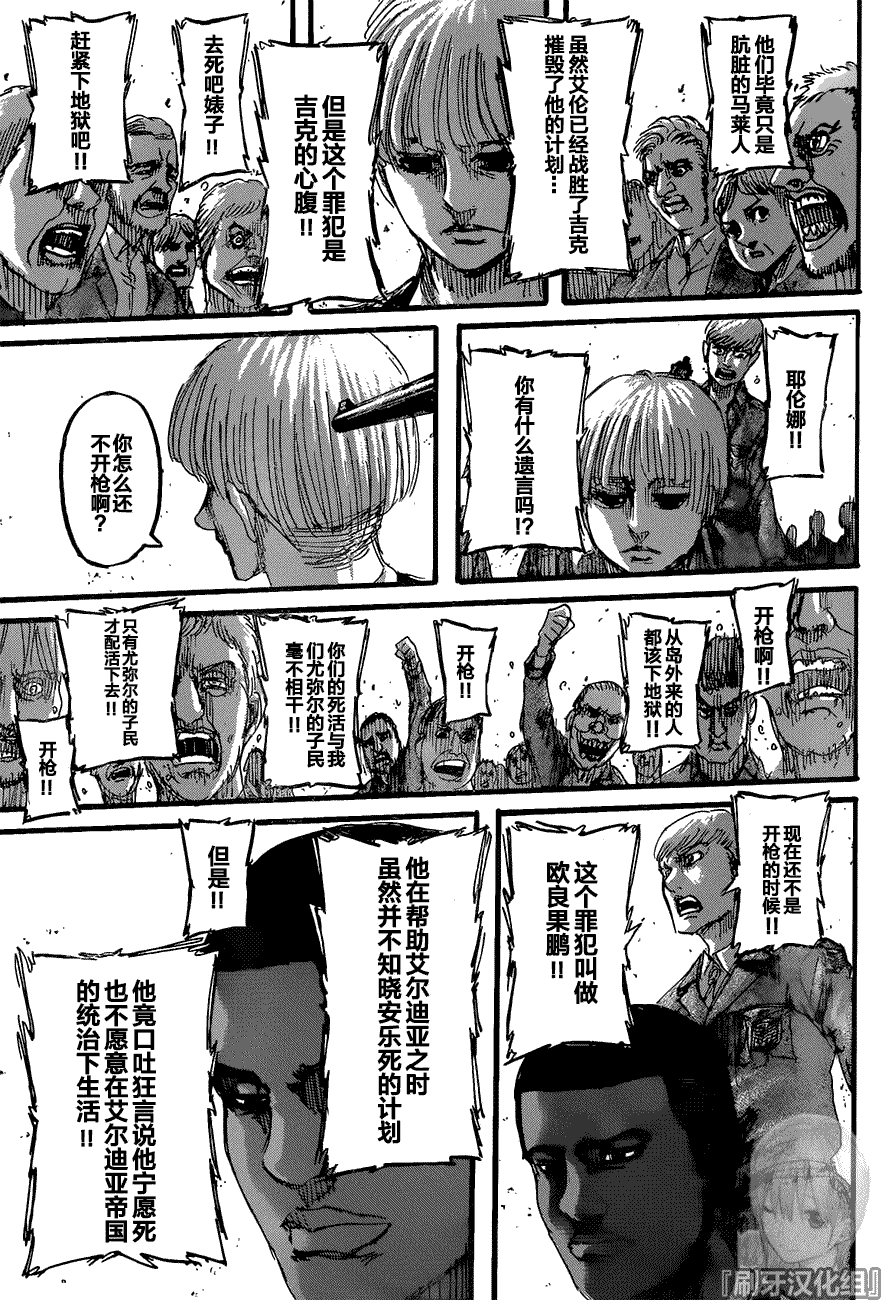 他们毕竟只是
肮脏的马莱人
虽然艾伦已经战胜了吉克
摧毁了他的计划…
但是这个罪犯是
吉克的心腹!!
去死吧婊子!!
赶紧下地狱吧!!
耶伦娜!!
你有什么遗言吗!?
你怎么还
不开枪啊?
开枪啊!!
从岛外来的人
都该下地狱!!
开枪!!
你们的死活与我
们尤弥尔的子民
毫不相干!!
只有尤弥尔的子民
才配活下去!!
开枪!!
现在还不是
开枪的时候!!
这个罪犯叫做
欧良果鹏!!
他在帮助艾尔迪亚之时
虽然并不知晓安乐死的计划
但是!!
他竟口吐狂言说他宁愿死
也不愿意在艾尔迪亚帝国
的统治下生活!!
『刷牙汉化组』